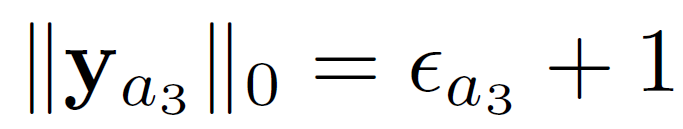 ‖𝐲_{a_3}‖_0 = ϵ_{a_3} + 1